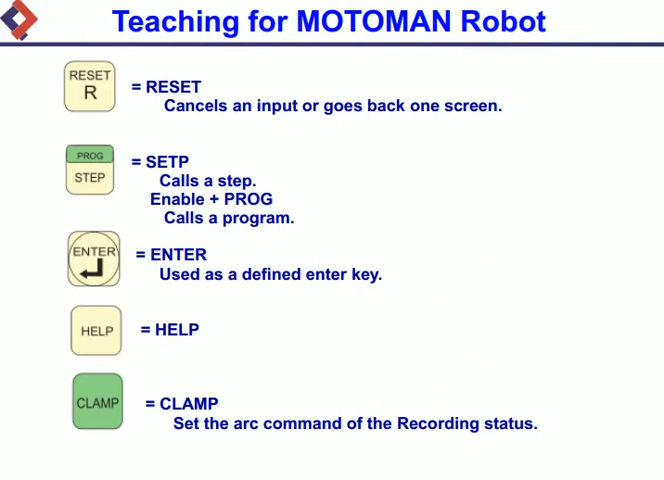 Teaching for MOTOMAN Robot
RESET
R
= RESET
Cancels an input or goes back one screen.
PROG
STEP
= SETP
Calls a step.
Enable + PROG
Calls a program.
ENTER
= ENTER
Used as a defined enter key.
HELP
= HELP
CLAMP
= CLAMP
Set the arc command of the Recording status.